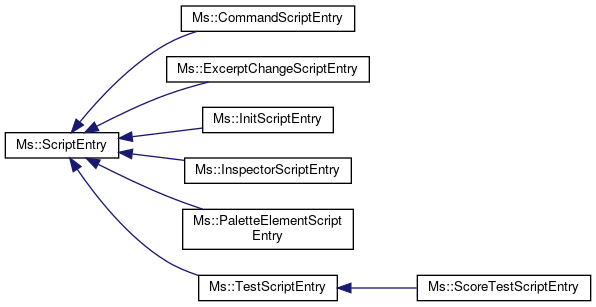 Ms::CommandScriptEntry
Ms::ExcerptChangeScriptEntry
Ms::InitScriptEntry
Ms::ScriptEntry
Ms::InspectorScriptEntry
Ms::PaletteElementScript
Entry
Ms::TestScriptEntry
Ms::ScoreTestScriptEntry